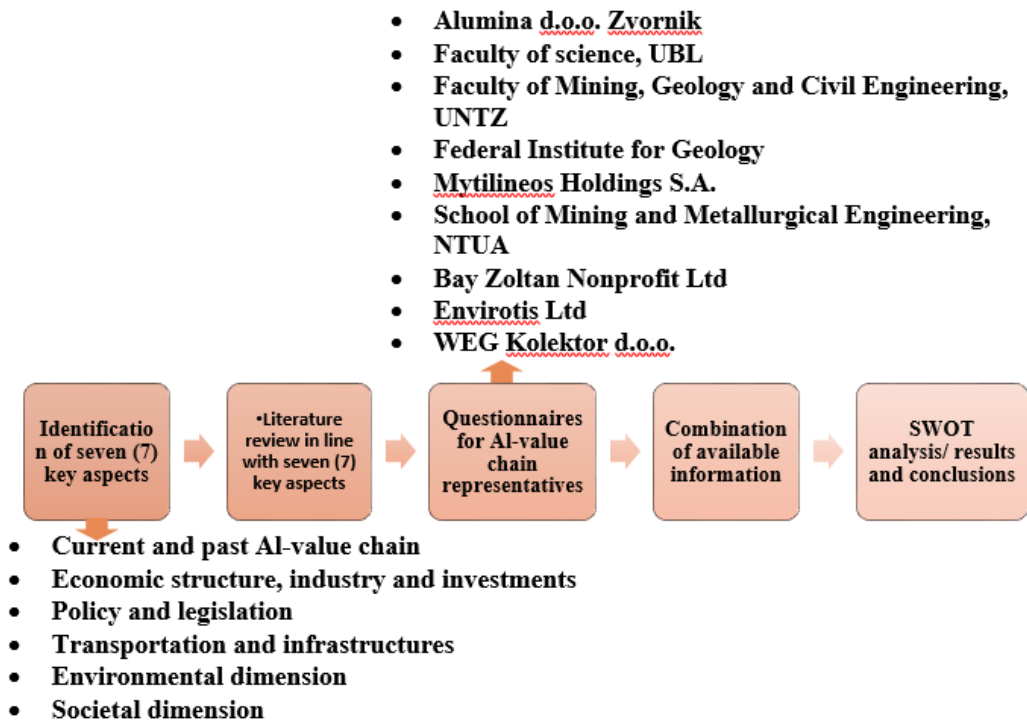 • Alumina d.o.o. Zvornik
• Faculty of science, UBL
• Faculty of Mining, Geology and Civil Engineering,
UNTZ
• Federal Institute for Geology
• Mytilineos Holdings S.A.
• School of Mining and Metallurgical Engineering,
NTUA
• Bay Zoltan Nonprofit Ltd
• Envirotis Ltd
• WEG Kolektor d.o.o.
Identificatio
n of seven (7)
key aspects
•Literature
review in line
with seven (7)
key aspects
Questionnaires
for Al-value
chain
representatives
Combination
of available
information
SWOT
analysis/ results
and conclusions
• Current and past Al-value chain
• Economic structure, industry and investments
• Policy and legislation
• Transportation and infrastructures
• Environmental dimension
• Societal dimension